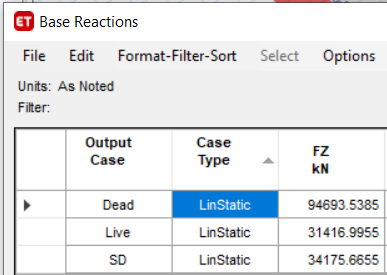 ET Base Reactions
File Edit Format-Filter-Sort Select Options
Units: As Noted
Filter:
Output Case Case Type FZ kN
Dead LinStatic 94693.5385
Live LinStatic 31416.9955
SD LinStatic 34175.6655